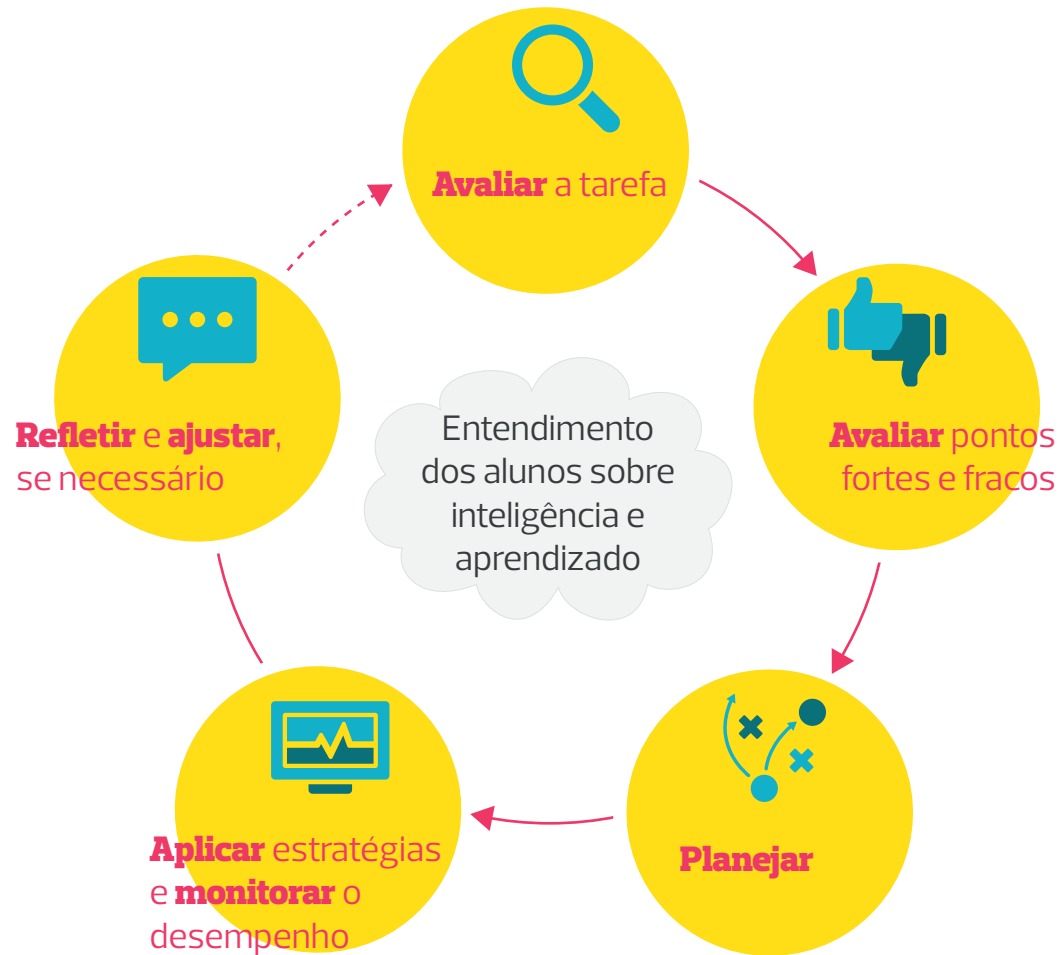 Avaliar a tarefa
Avaliar pontos
fortes e fracos
Planejar
Aplicar estratégias
e monitorar o
desempenho
Refletir e ajustar,
se necessário
Entendimento
dos alunos sobre
inteligência e
aprendizado